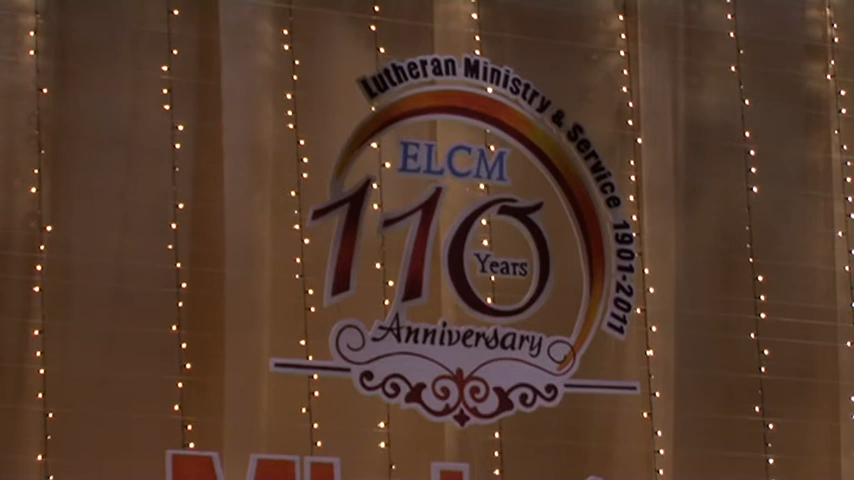 Lutheran Ministry & Service 1901-2011
ELCM
110
Years
Anniversary